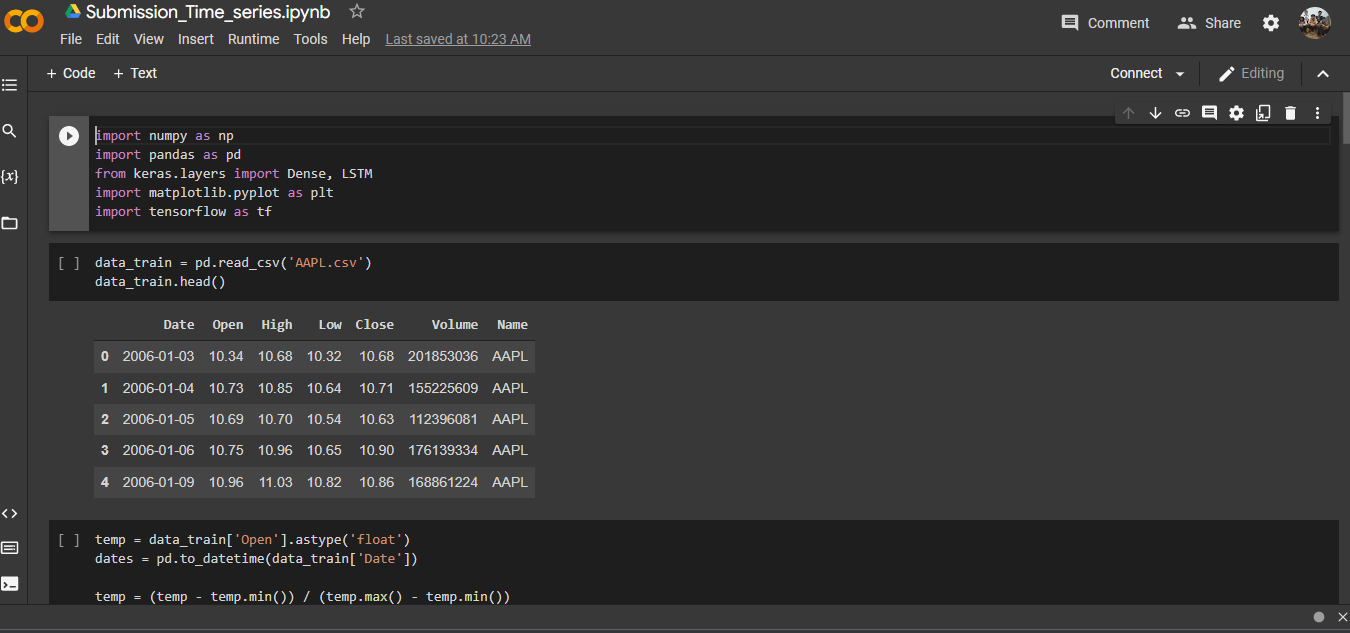 Submission_Time_series.ipynb
Comment
Share
File Edit View Insert Runtime Tools Help Last saved at 10:23 AM
+ Code + Text
Connect
Editing
import numpy as np
import pandas as pd
from keras.layers import Dense, LSTM
import matplotlib.pyplot as plt
import tensorflow as tf
{x}
[ ] data_train = pd.read_csv('AAPL.csv')
data_train.head()
Date Open High Low Close Volume Name
0 2006-01-03 10.34 10.68 10.32 10.68 201853036 AAPL
1 2006-01-04 10.73 10.85 10.64 10.71 155225609 AAPL
2 2006-01-05 10.69 10.70 10.54 10.63 112396081 AAPL
3 2006-01-06 10.75 10.96 10.65 10.90 176139334 AAPL
4 2006-01-09 10.96 11.03 10.82 10.86 168861224 AAPL
[ ] temp = data_train['Open'].astype('float')
dates = pd.to_datetime(data_train['Date'])
temp = (temp - temp.min()) / (temp.max() - temp.min())